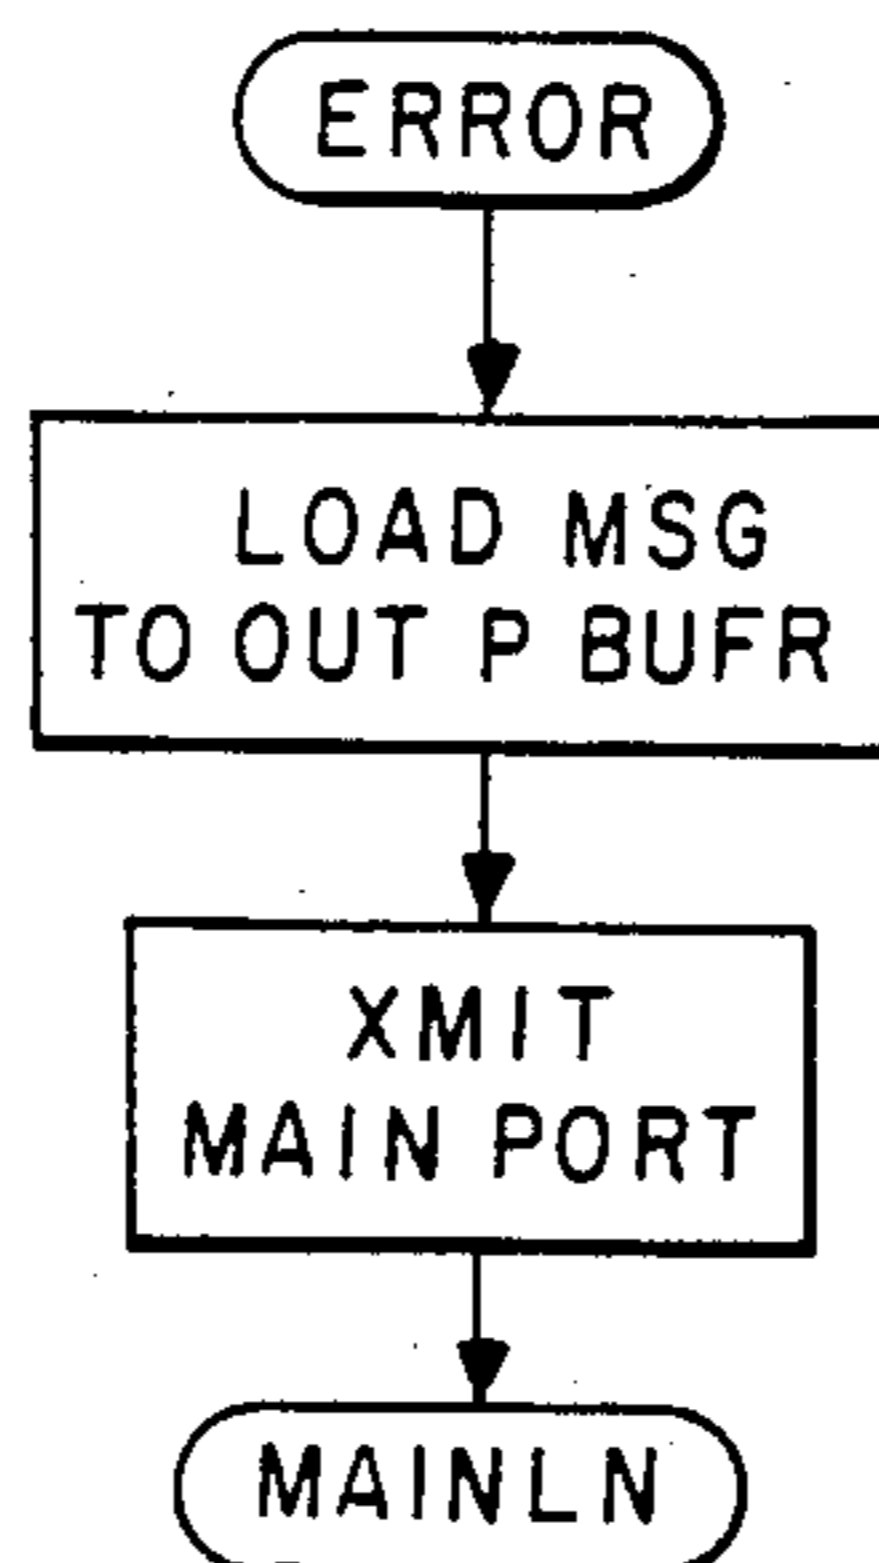 ERROR
LOAD MSG
TO OUT P BUFR
XMIT
MAIN PORT
MAINLN